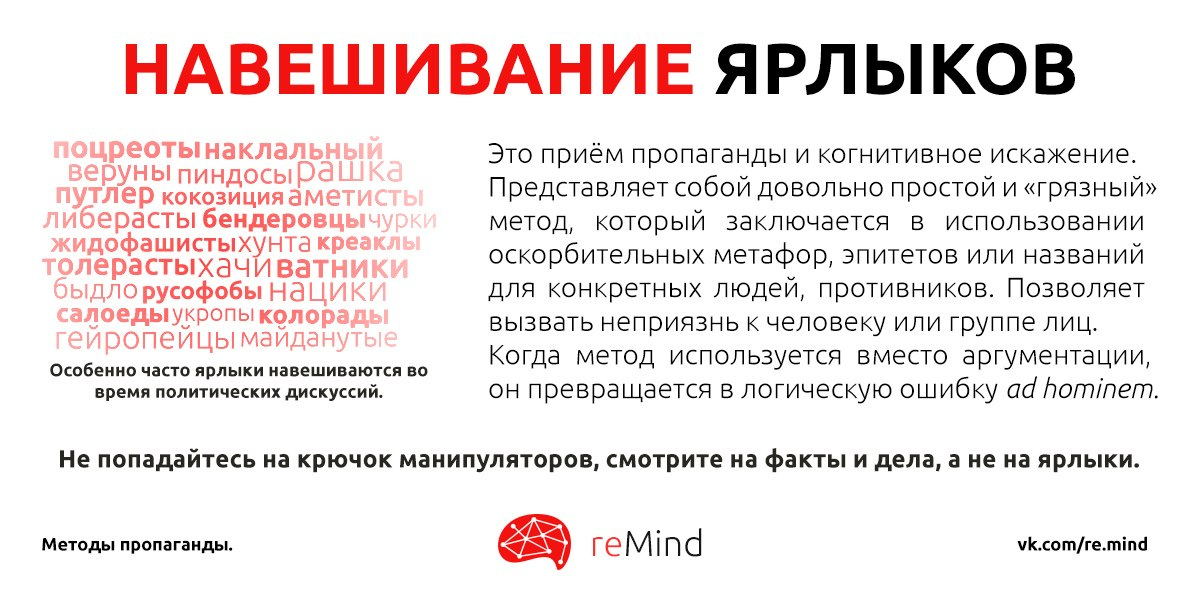 НАВЕШИВАНИЕ ЯРЛЫКОВ
поцреоты наклальный
веруны пиндосы рашка
путлер кокозиция аметисты
либерасты бендеровцы чурки
жидофашисты хунта креаклы
толерасты хачи ватники
быдло русофобы нацики
салоеды укропы колорады
гейропейцы майданутые
Особенно часто ярлыки навешиваются во
время политических дискуссий.
Это приём пропаганды и когнитивное искажение.
Представляет собой довольно простой и «грязный»
метод, который заключается в использовании
оскорбительных метафор, эпитетов или названий
для конкретных людей, противников. Позволяет
вызвать неприязнь к человеку или группе лиц.
Когда метод используется вместо аргументации,
он превращается в логическую ошибку ad hominem.
Не попадайтесь на крючок манипуляторов, смотрите на факты и дела, а не на ярлыки.
Методы пропаганды.
reMind
vk.com/re.mind